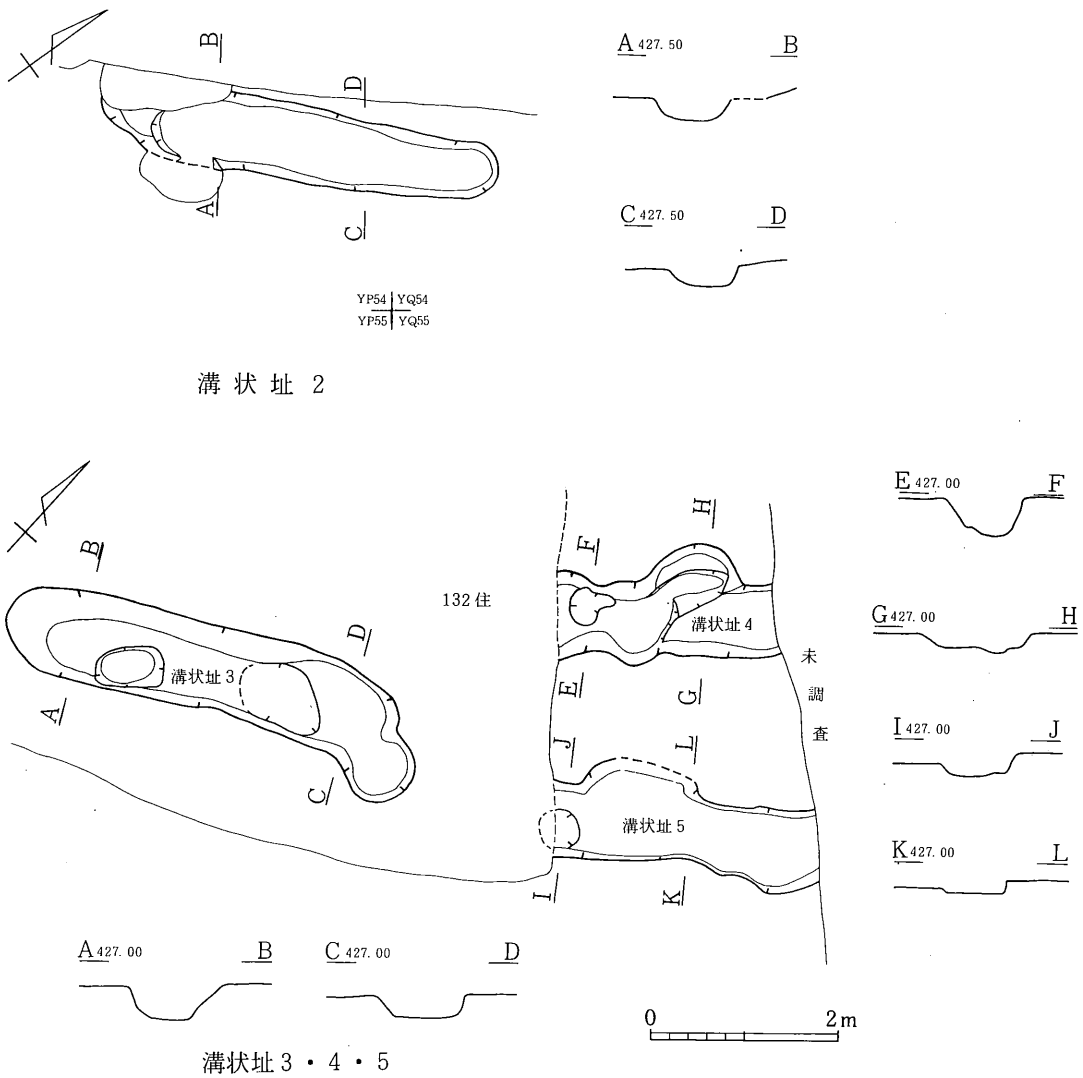 B
D
A
C
A 427.50 B
C 427.50 D
YP54 YQ54
YP55 YQ55
溝状址 2
B
D
A
C
132住
溝状址 3
F
H
溝状址 4
E
G
J
L
溝状址 5
I
K
未調査
E 427.00 F
G 427.00 H
I 427.00 J
K 427.00 L
A 427.00 B
C 427.00 D
0 2m
溝状址 3・4・5